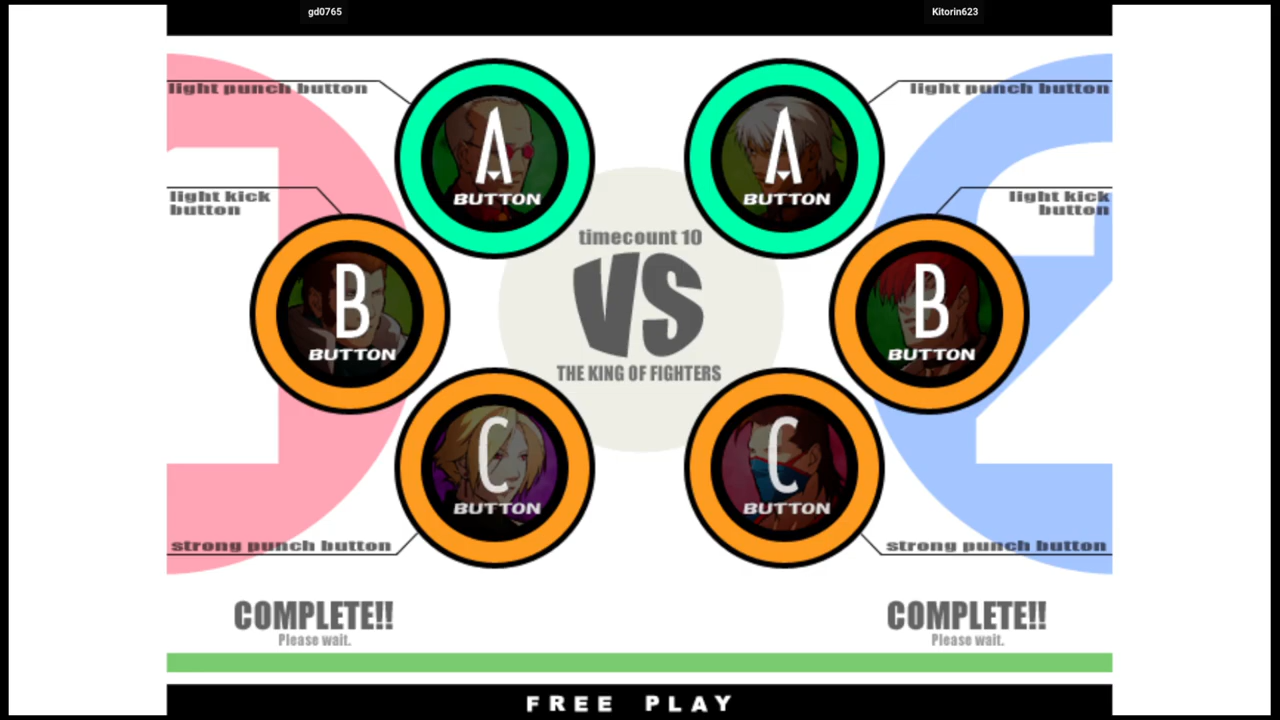 gd0765
Kitorin623
light punch button
light punch button
A
BUTTON
A
BUTTON
light kick
button
light kick
button
timecount 10
VS
THE KING OF FIGHTERS
B
BUTTON
B
BUTTON
C
BUTTON
C
BUTTON
strong punch button
strong punch button
COMPLETE!!
Please wait.
COMPLETE!!
Please wait.
FREE PLAY
1
2